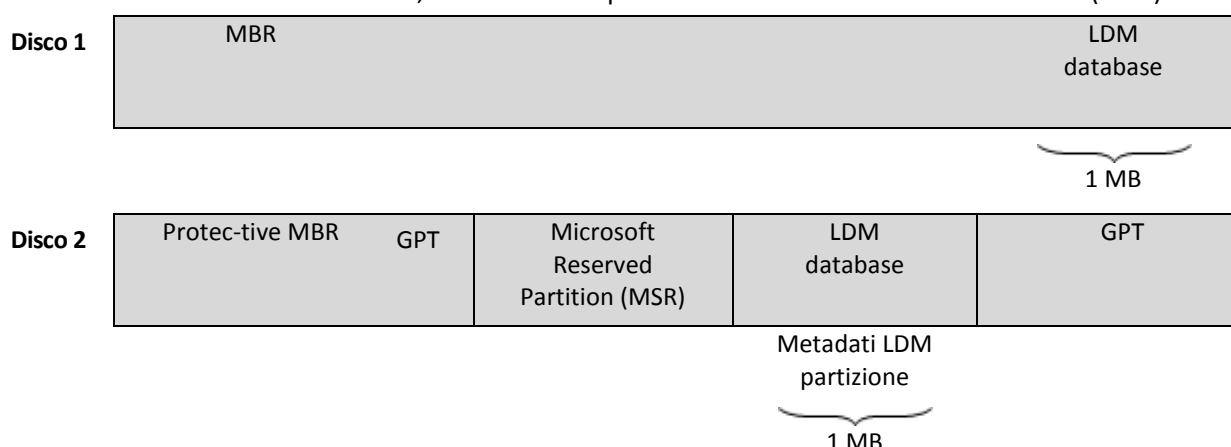 Disco 1
MBR
LDM
database
1 MB
Disco 2
Protec-tive MBR
GPT
Microsoft
Reserved
Partition (MSR)
LDM
database
GPT
Metadati LDM
partizione
1 MB